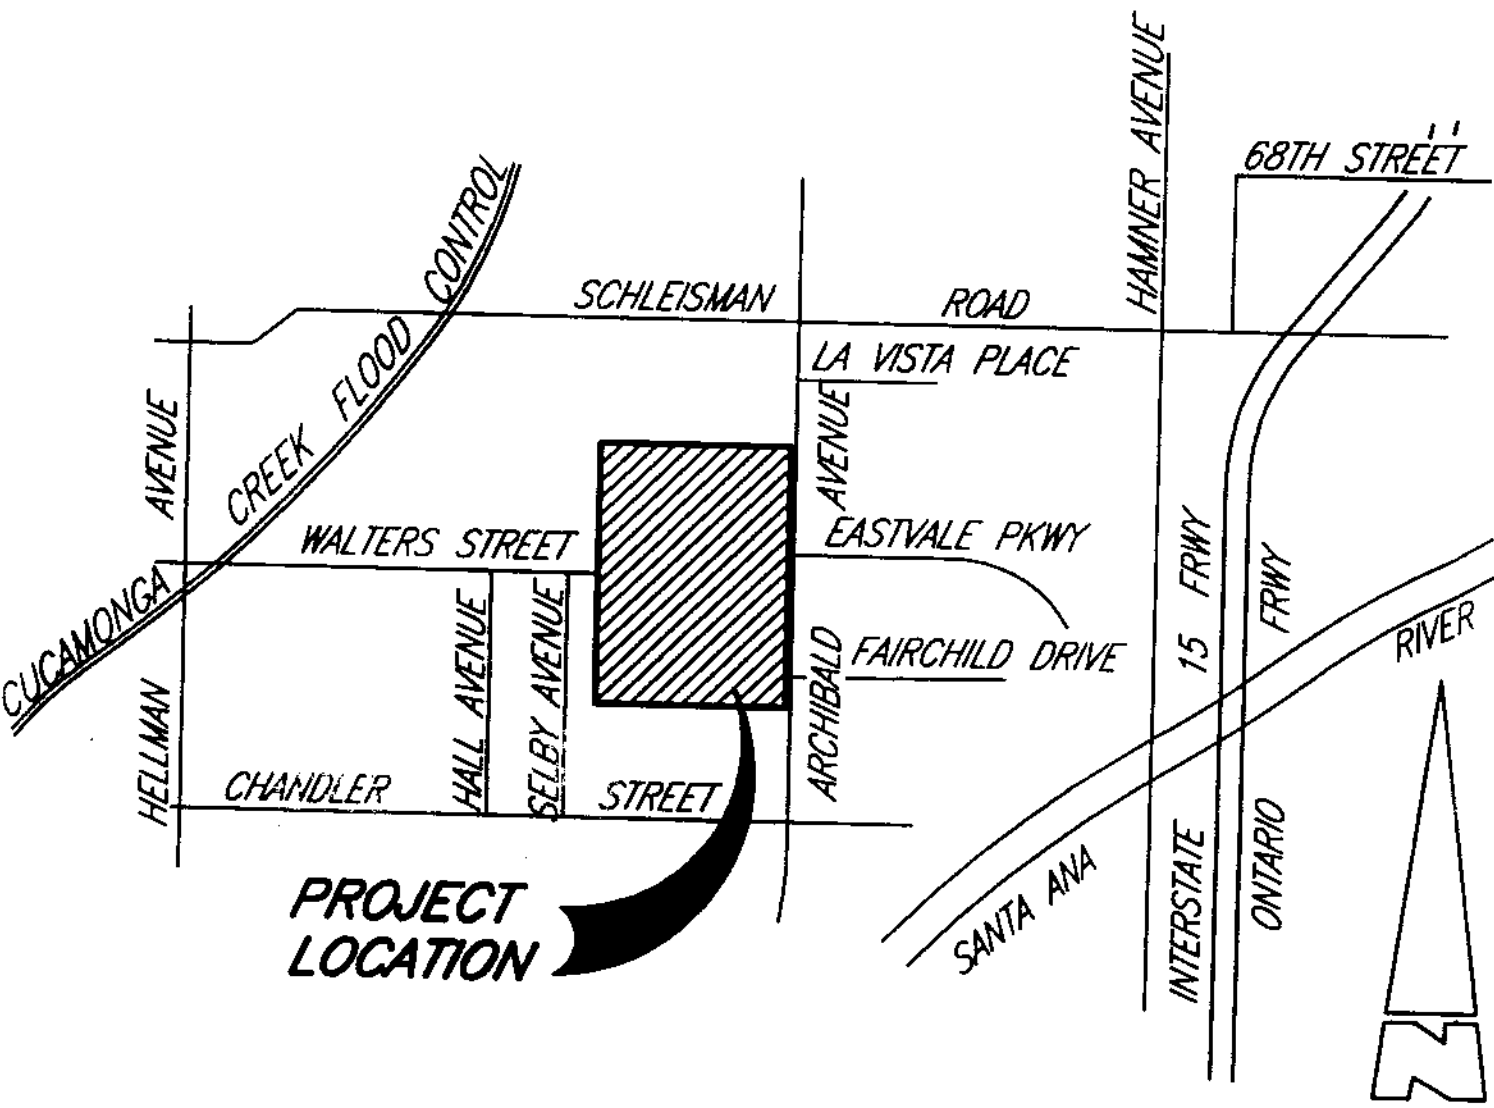 HAMNER AVENUE
68TH STREET
CUCAMONGA CREEK FLOOD CONTROL
SCHLEISMAN ROAD
LA VISTA PLACE
HELLMAN AVENUE
ARCHIBALD AVENUE
WALTERS STREET
EASTVALE PKWY
HALL AVENUE
SELBY AVENUE
FAIRCHILD DRIVE
INTERSTATE 15 FRWY
ONTARIO FRWY
SANTA ANA RIVER
CHANDLER STREET
PROJECT
LOCATION
N